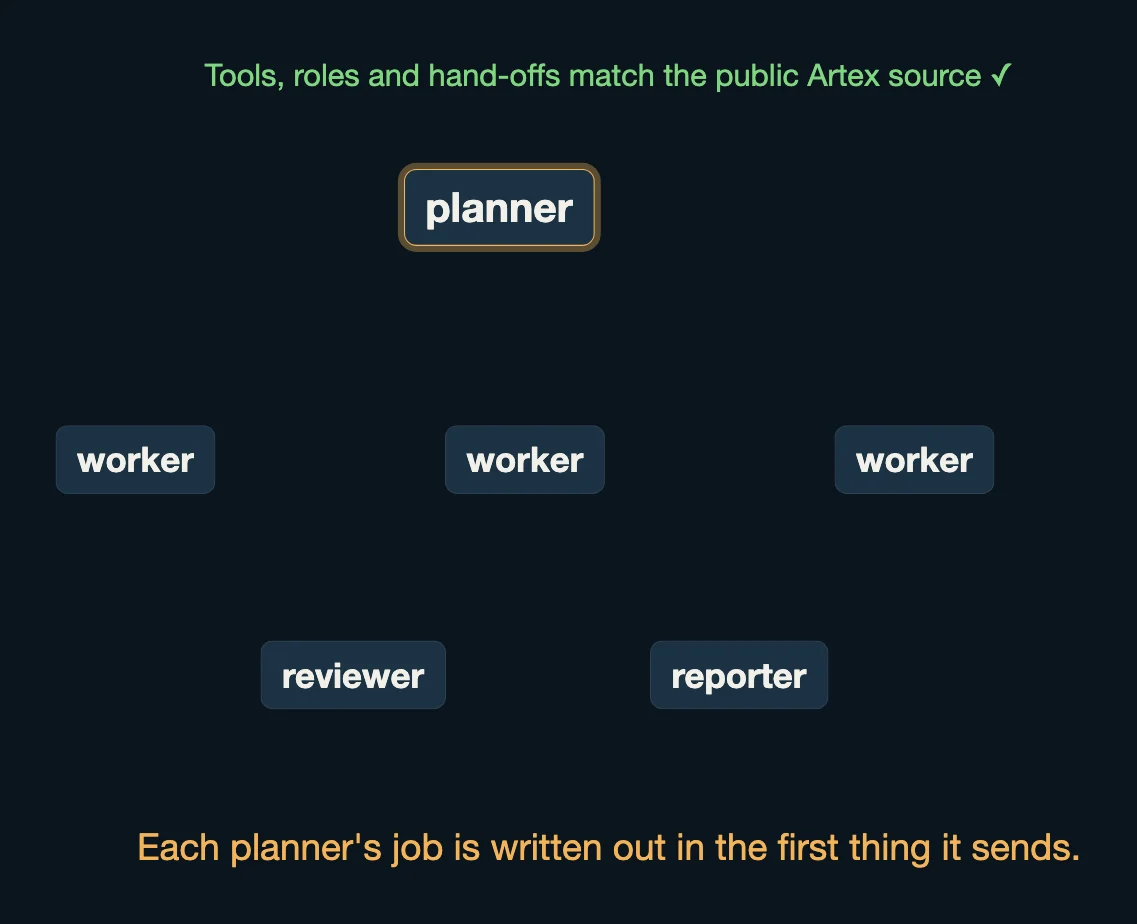 Tools, roles and hand-offs match the public Artex source ✓
planner
worker worker worker
reviewer reporter
Each planner's job is written out in the first thing it sends.